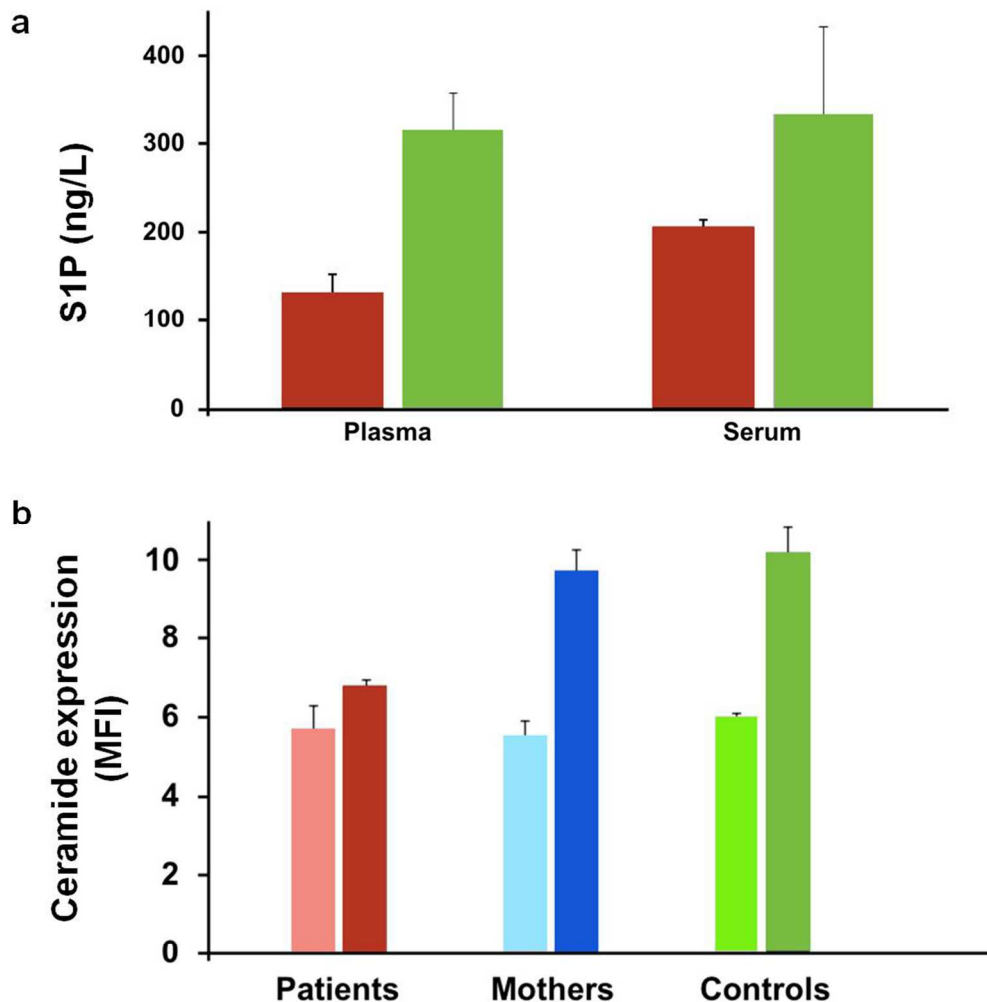 a
S1P (ng/L)
400
300
200
100
0
Plasma Serum
b
Ceramide expression
(MFI)
10
8
6
4
2
0
Patients Mothers Controls